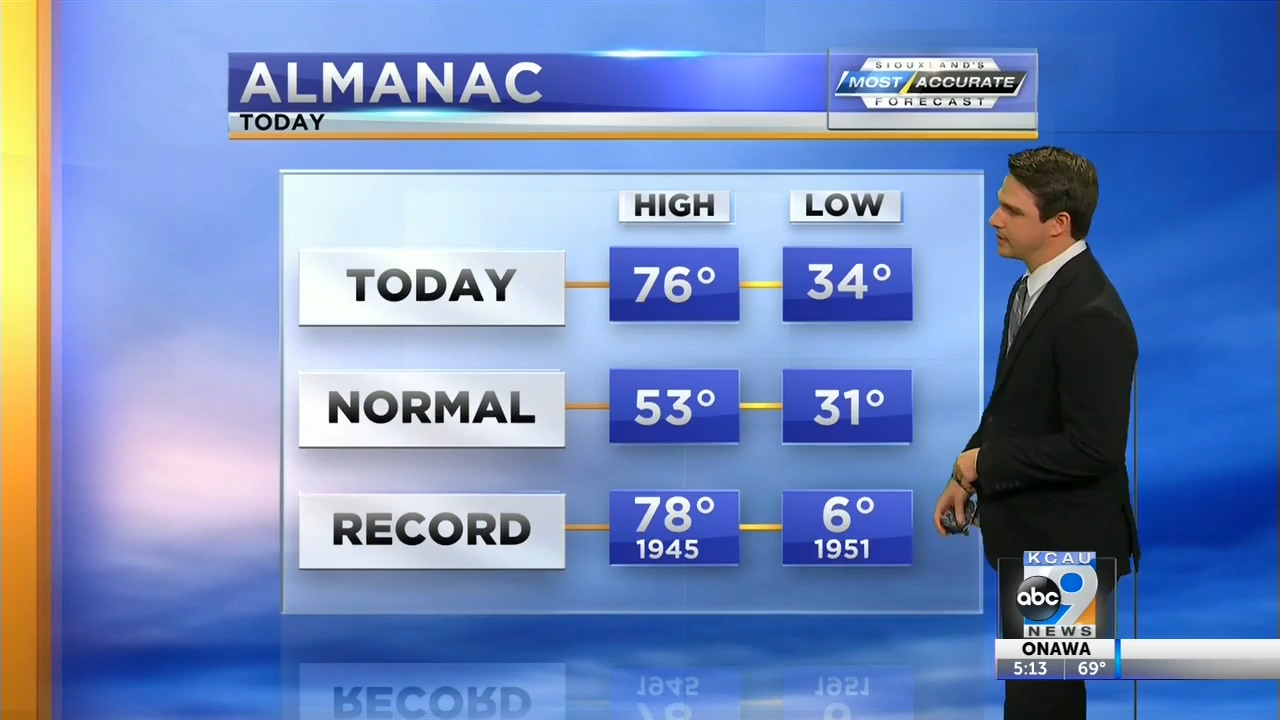 ALMANAC
TODAY
SIOUXLAND'S
MOST ACCURATE
FORECAST
HIGH LOW
TODAY 76° 34°
NORMAL 53° 31°
RECORD 78° 6°
1945 1951
RECORD 1945 1951
KCAU
abc 9
NEWS
ONAWA
5:13 69°